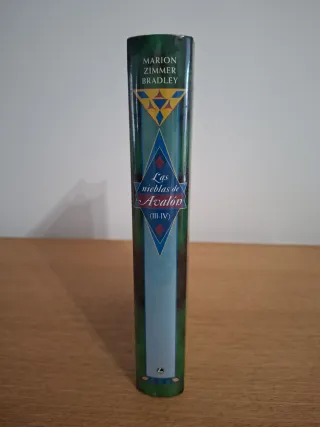 MARION
ZIMMER
BRADLEY
Las
nieblas de
Avalón
(III-IV)